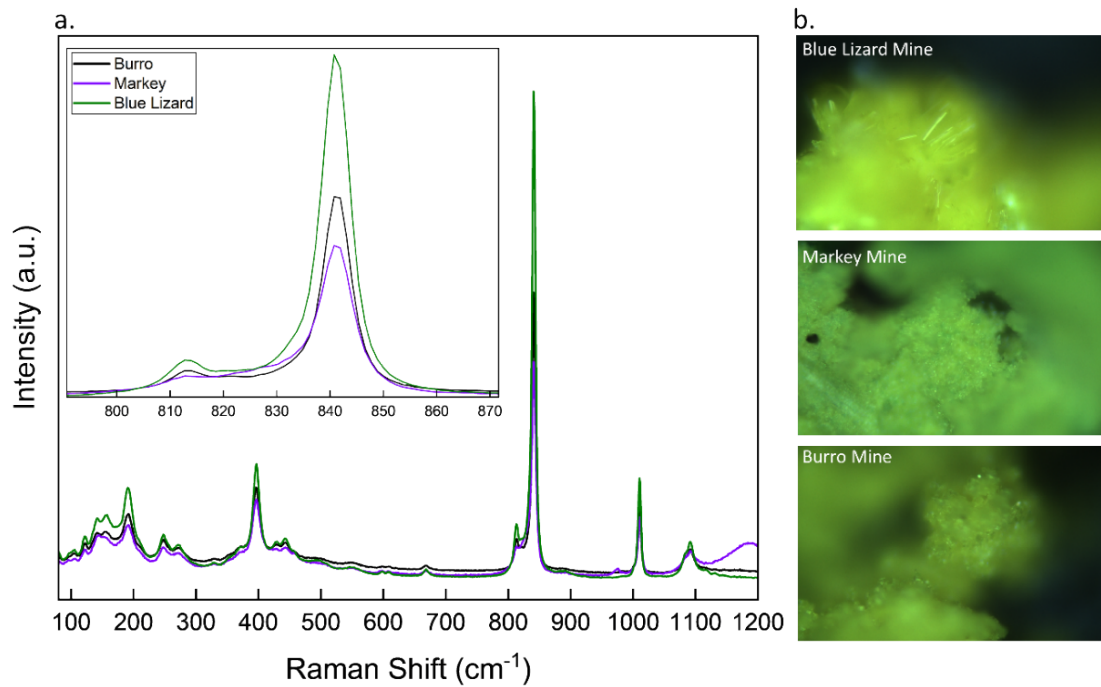 a.
Burro
Markey
Blue Lizard
800 810 820 830 840 850 860 870
Intensity (a.u.)
100 200 300 400 500 600 700 800 900 1000 1100 1200
Raman Shift (cm⁻¹)
b.
Blue Lizard Mine
Markey Mine
Burro Mine